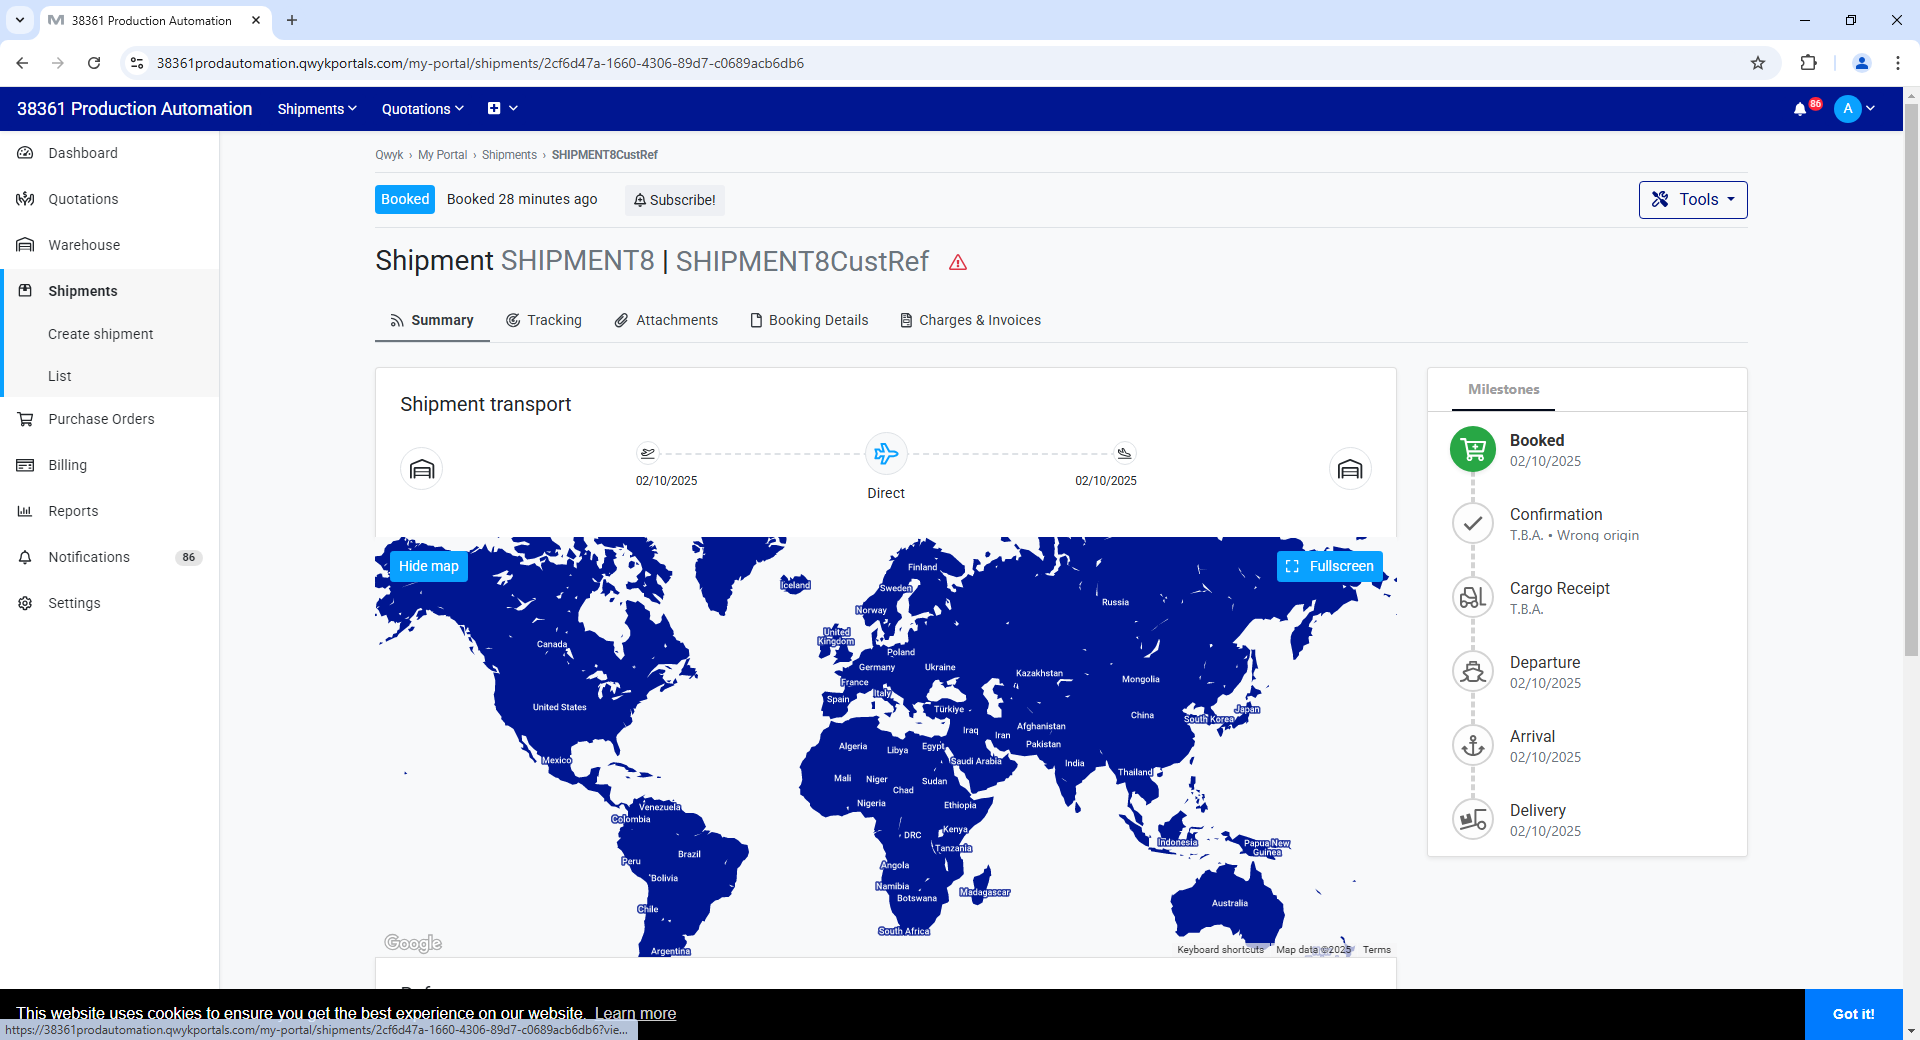 38361 Production Automation
38361prodautomation.qwykportals.com/my-portal/shipments/2cf6d47a-1660-4306-89d7-c0689acb6db6
38361 Production Automation
Shipments
Quotations
86
A
Dashboard
Quotations
Warehouse
Shipments
Create shipment
List
Purchase Orders
Billing
Reports
Notifications 86
Settings
Qwyk › My Portal › Shipments › SHIPMENT8CustRef
Booked
Booked 28 minutes ago
Subscribe!
Tools
Shipment SHIPMENT8 | SHIPMENT8CustRef
Summary
Tracking
Attachments
Booking Details
Charges & Invoices
Shipment transport
02/10/2025
Direct
02/10/2025
Hide map
Fullscreen
Iceland
Finland
Sweden
Norway
Russia
United
Kingdom
Canada
Poland
Germany
Ukraine
France
Kazakhstan
Mongolia
Italy
Spain
United States
Türkiye
China
South Korea
Japan
Iraq
Iran
Afghanistan
Algeria
Libya
Egypt
Pakistan
Mexico
Saudi Arabia
India
Thailand
Mali
Niger
Sudan
Chad
Nigeria
Ethiopia
Venezuela
Colombia
DRC
Kenya
Tanzania
Indonesia
Papua New
Guinea
Brazil
Peru
Angola
Bolivia
Namibia
Madagascar
Botswana
Australia
Chile
South Africa
Argentina
Google
Keyboard shortcuts
Map data ©2025
Terms
Milestones
Booked
02/10/2025
Confirmation
T.B.A. • Wrong origin
Cargo Receipt
T.B.A.
Departure
02/10/2025
Arrival
02/10/2025
Delivery
02/10/2025
This website uses cookies to ensure you get the best experience on our website. Learn more
Got it!
https://38361prodautomation.qwykportals.com/my-portal/shipments/2cf6d47a-1660-4306-89d7-c0689acb6db6?vie...